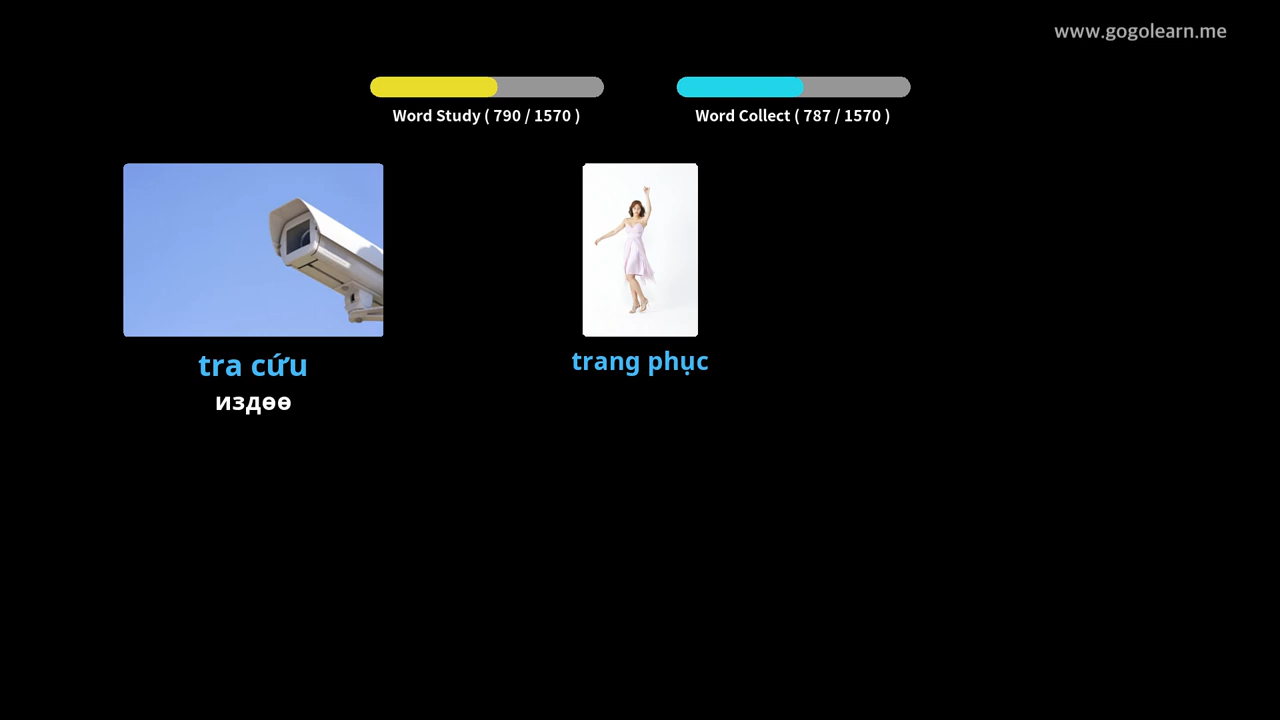 www.gogolearn.me
Word Study ( 790 / 1570 )
Word Collect ( 787 / 1570 )
tra cứu
издөө
trang phục